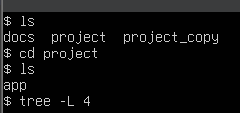 $ ls
docs  project  project_copy
$ cd project
$ ls
app
$ tree -L 4